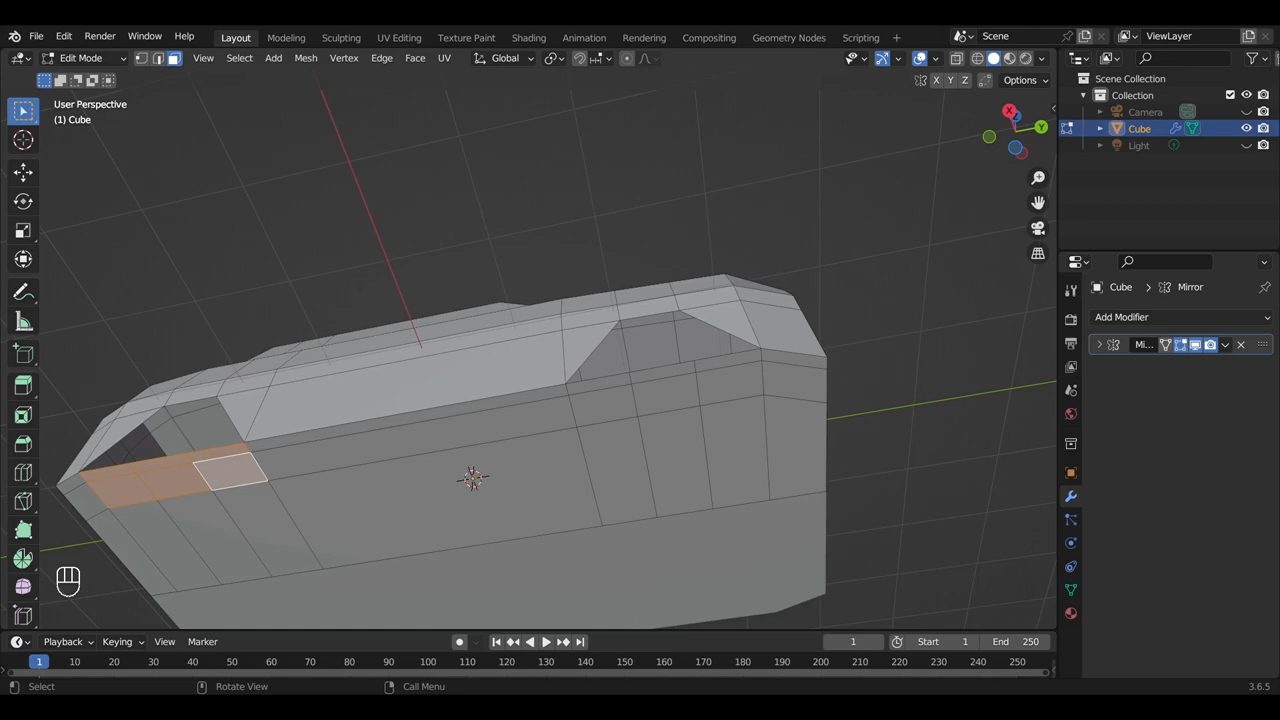 File Edit Render Window Help Layout Modeling Sculpting UV Editing Texture Paint Shading Animation Rendering Compositing Geometry Nodes Scripting + Scene ViewLayer
Edit Mode View Select Add Mesh Vertex Edge Face UV Global
X Y Z Options
User Perspective
(1) Cube
X
Y
Z
Scene Collection
Collection
Camera
Cube
Light
Cube Mirror
Add Modifier
Mi...
Playback Keying View Marker 1 Start 1 End 250
1 10 20 30 40 50 60 70 80 90 100 110 120 130 140 150 160 170 180 190 200 210 220 230 240 250
Select Rotate View Call Menu 3.6.5